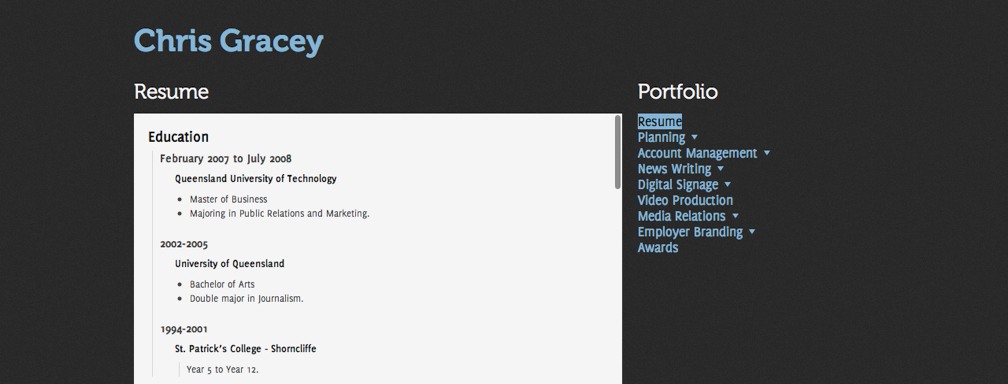 Chris Gracey
Resume
Education
February 2007 to July 2008
Queensland University of Technology
Master of Business
Majoring in Public Relations and Marketing.
2002-2005
University of Queensland
Bachelor of Arts
Double major in Journalism.
1994-2001
St. Patrick's College - Shorncliffe
Year 5 to Year 12.
Portfolio
Resume
Planning
Account Management
News Writing
Digital Signage
Video Production
Media Relations
Employer Branding
Awards